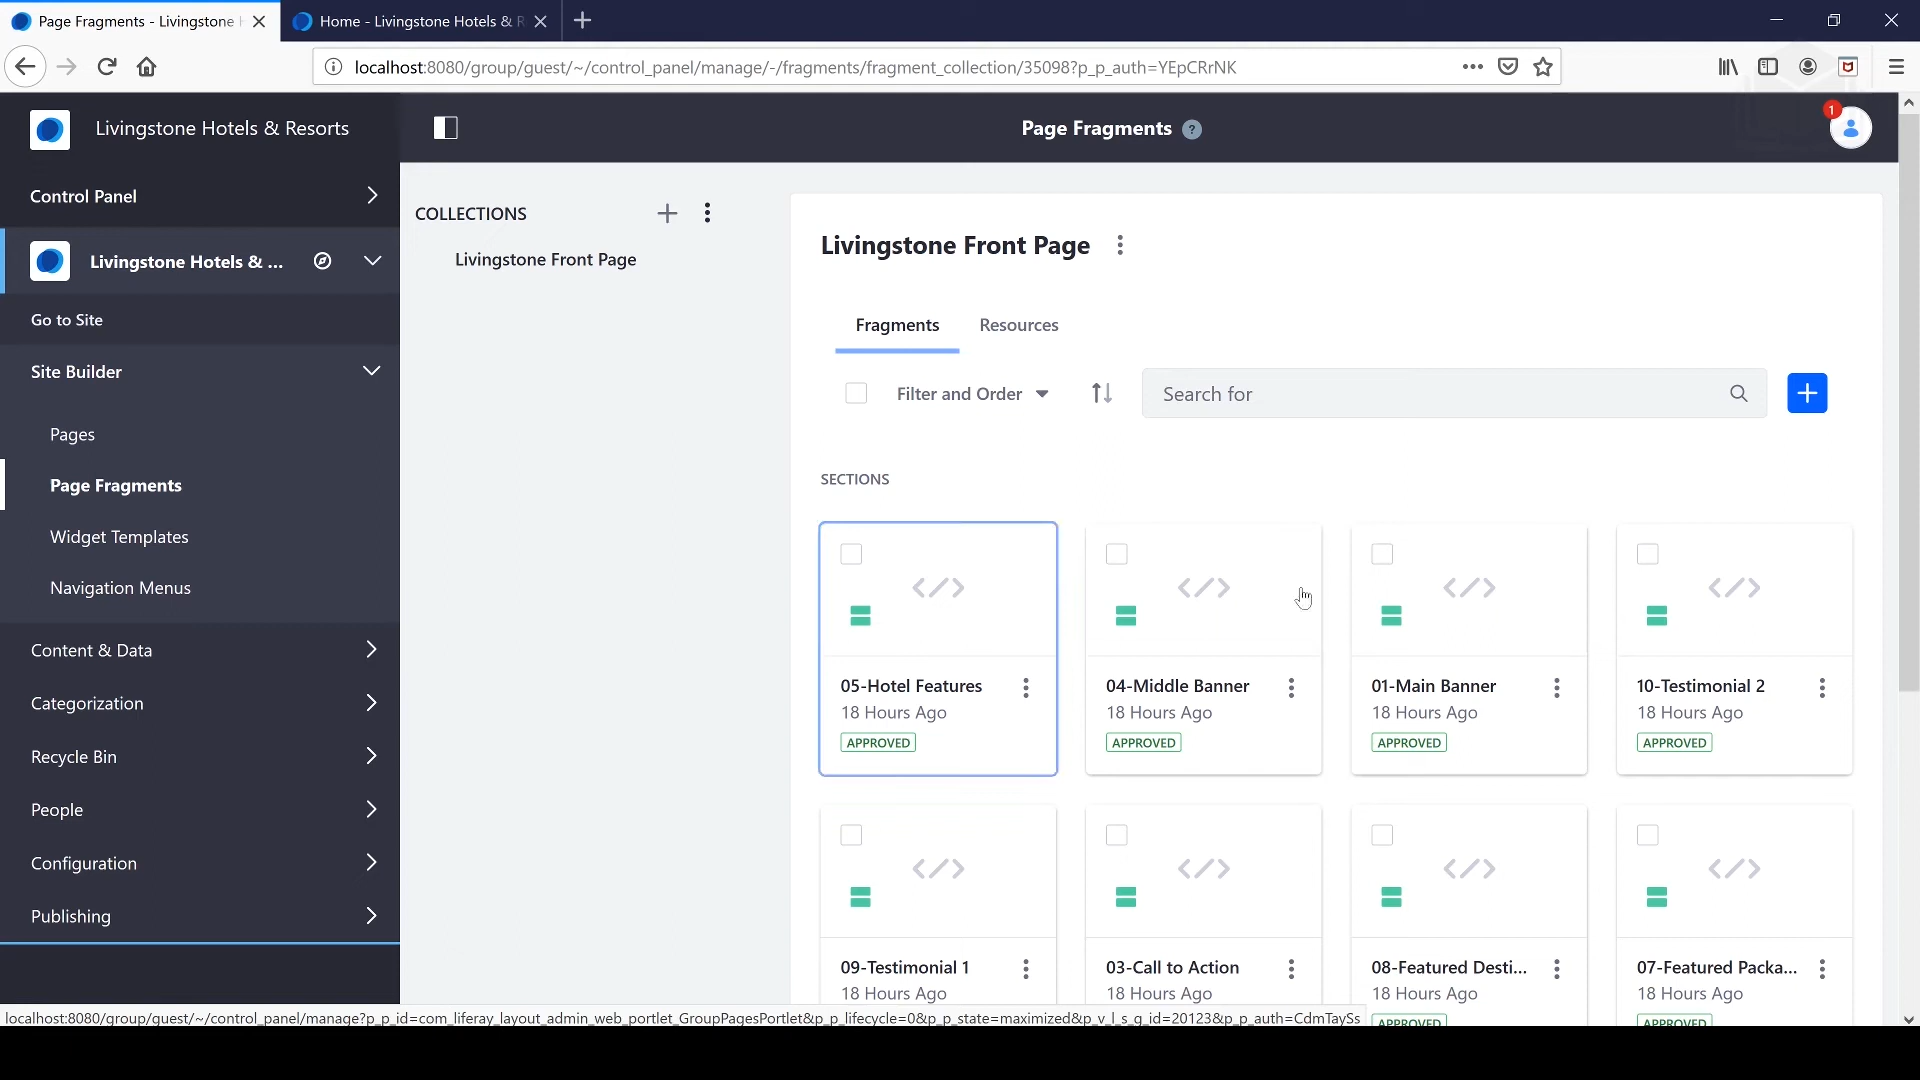 Page Fragments - Livingstone H
Home - Livingstone Hotels & R
localhost:8080/group/guest/~/control_panel/manage/-/fragments/fragment_collection/35098?p_p_auth=YEpCRrNK
Livingstone Hotels & Resorts
Page Fragments ?
1
Control Panel
Livingstone Hotels & ...
Go to Site
Site Builder
Pages
Page Fragments
Widget Templates
Navigation Menus
Content & Data
Categorization
Recycle Bin
People
Configuration
Publishing
COLLECTIONS
Livingstone Front Page
Livingstone Front Page
Fragments
Resources
Filter and Order
Search for
SECTIONS
05-Hotel Features
18 Hours Ago
APPROVED
04-Middle Banner
18 Hours Ago
APPROVED
01-Main Banner
18 Hours Ago
APPROVED
10-Testimonial 2
18 Hours Ago
APPROVED
09-Testimonial 1
18 Hours Ago
03-Call to Action
18 Hours Ago
08-Featured Desti...
18 Hours Ago
APPROVED
07-Featured Packa...
18 Hours Ago
APPROVED
localhost:8080/group/guest/~/control_panel/manage?p_p_id=com_liferay_layout_admin_web_portlet_GroupPagesPortlet&p_p_lifecycle=0&p_p_state=maximized&p_v_l_s_g_id=20123&p_p_auth=CdmTaySs